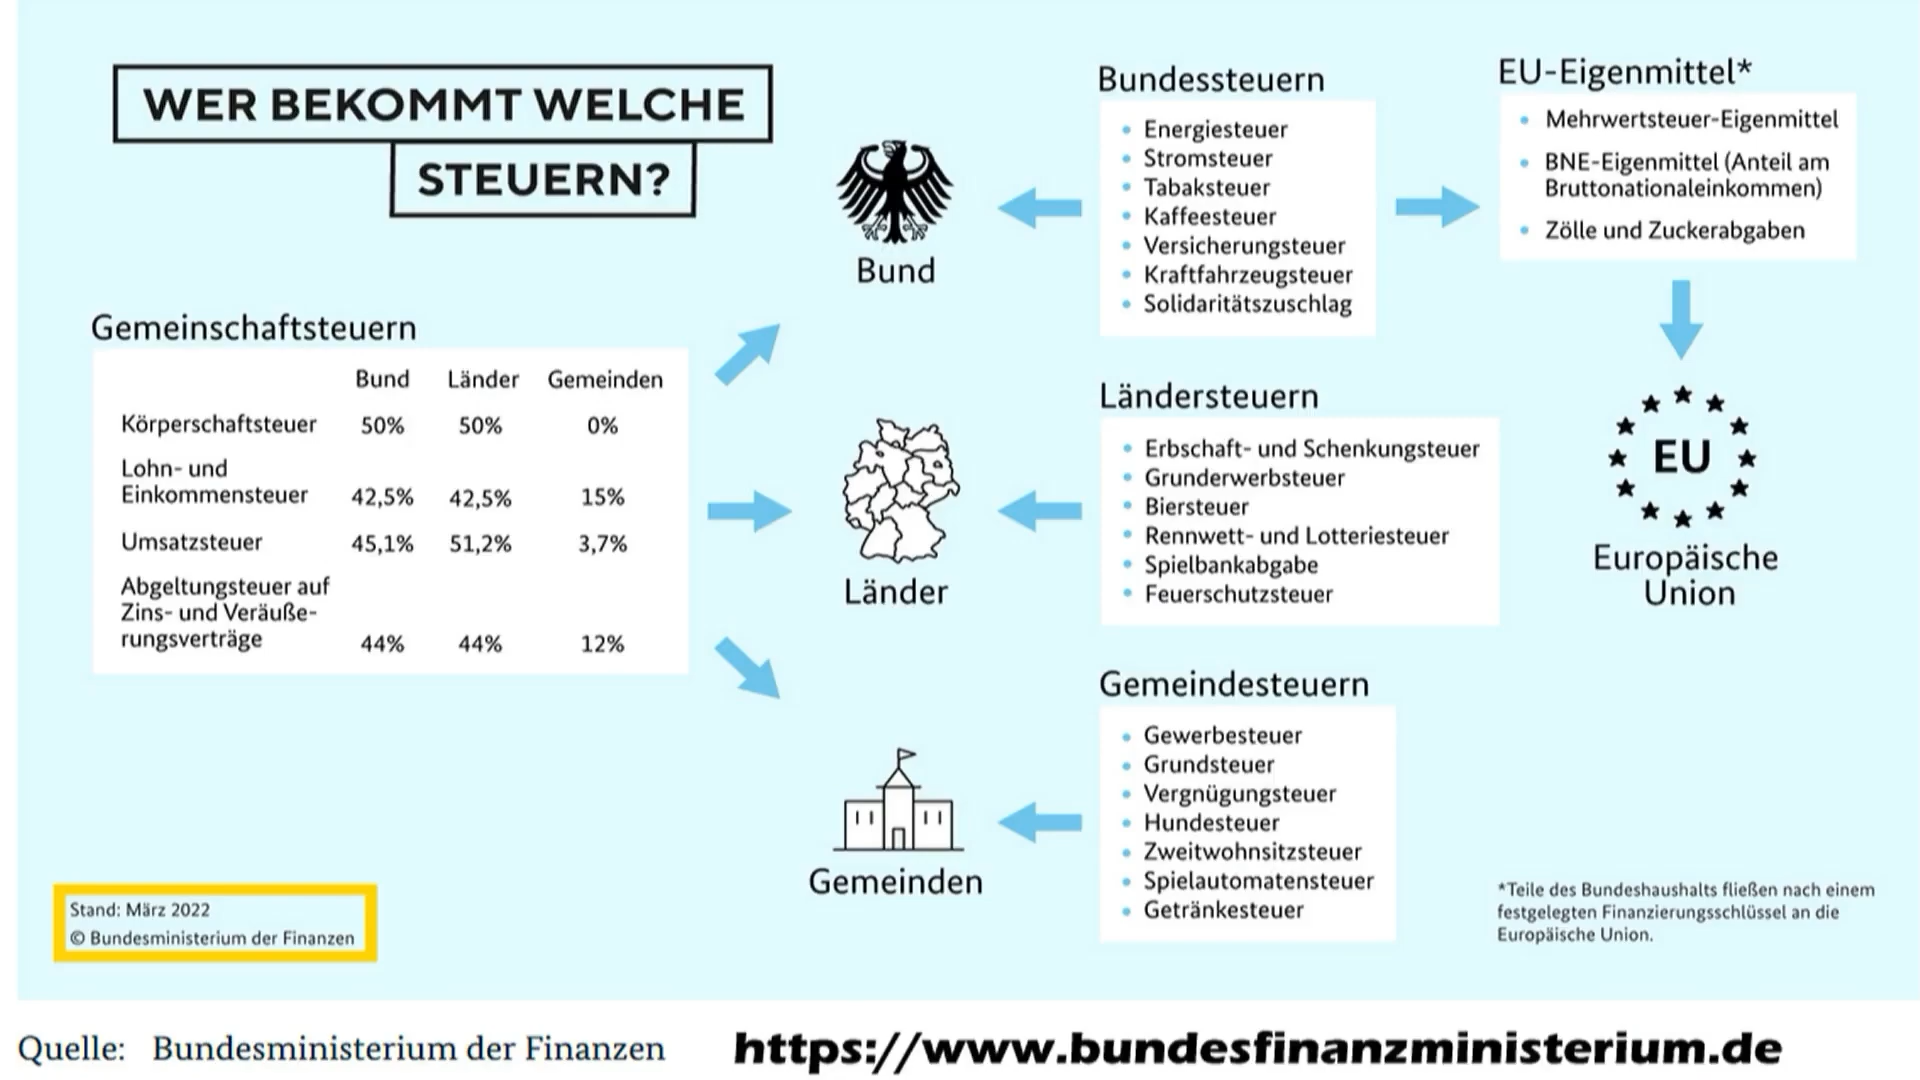 WER BEKOMMT WELCHE
STEUERN?
Gemeinschaftsteuern
Bund Länder Gemeinden
Körperschaftsteuer 50% 50% 0%
Lohn- und
Einkommensteuer 42,5% 42,5% 15%
Umsatzsteuer 45,1% 51,2% 3,7%
Abgeltungsteuer auf
Zins- und Veräuße-
rungsverträge 44% 44% 12%
Bund
Länder
Gemeinden
Bundessteuern
• Energiesteuer
• Stromsteuer
• Tabaksteuer
• Kaffeesteuer
• Versicherungsteuer
• Kraftfahrzeugsteuer
• Solidaritätszuschlag
Ländersteuern
• Erbschaft- und Schenkungsteuer
• Grunderwerbsteuer
• Biersteuer
• Rennwett- und Lotteriesteuer
• Spielbankabgabe
• Feuerschutzsteuer
Gemeindesteuern
• Gewerbesteuer
• Grundsteuer
• Vergnügungsteuer
• Hundesteuer
• Zweitwohnsitzsteuer
• Spielautomatensteuer
• Getränkesteuer
EU-Eigenmittel*
• Mehrwertsteuer-Eigenmittel
• BNE-Eigenmittel (Anteil am
Bruttonationaleinkommen)
• Zölle und Zuckerabgaben
EU
Europäische
Union
*Teile des Bundeshaushalts fließen nach einem
festgelegten Finanzierungsschlüssel an die
Europäische Union.
Stand: März 2022
© Bundesministerium der Finanzen
Quelle: Bundesministerium der Finanzen https://www.bundesfinanzministerium.de